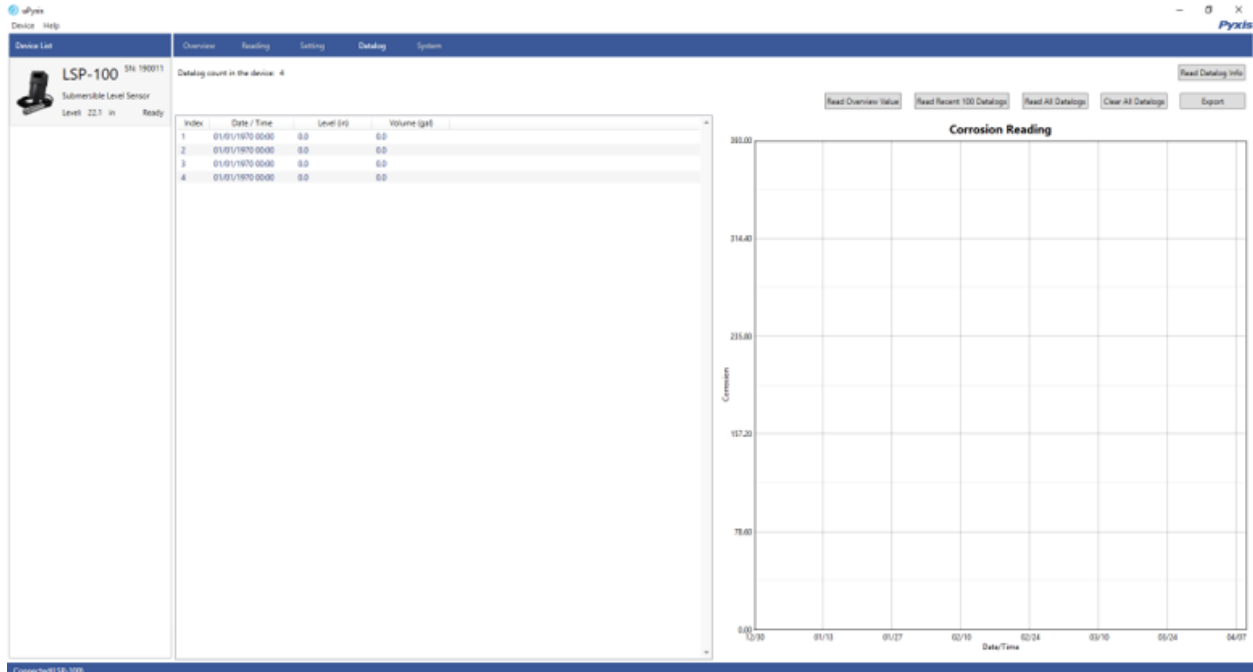 uPyxis
Device Help
Pyxis
Device List
Overview Reading Setting Datalog System
LSP-100 SN: 190011
Submersible Level Sensor
Level: 22.1 in Ready
Datalog count in the device: 4
Read Datalog Info
Read Overview Value Read Recent 100 Datalogs Read All Datalogs Clear All Datalogs Export
Index Date / Time Level (in) Volume (gal)
1 01/01/1970 00:00 0.0 0.0
2 01/01/1970 00:00 0.0 0.0
3 01/01/1970 00:00 0.0 0.0
4 01/01/1970 00:00 0.0 0.0
Corrosion Reading
393.00
314.40
235.80
157.20
78.60
0.00
Corrosion
12/30 01/13 01/27 02/10 02/24 03/10 03/24 04/07
Date/Time
Connected(LSP-100)